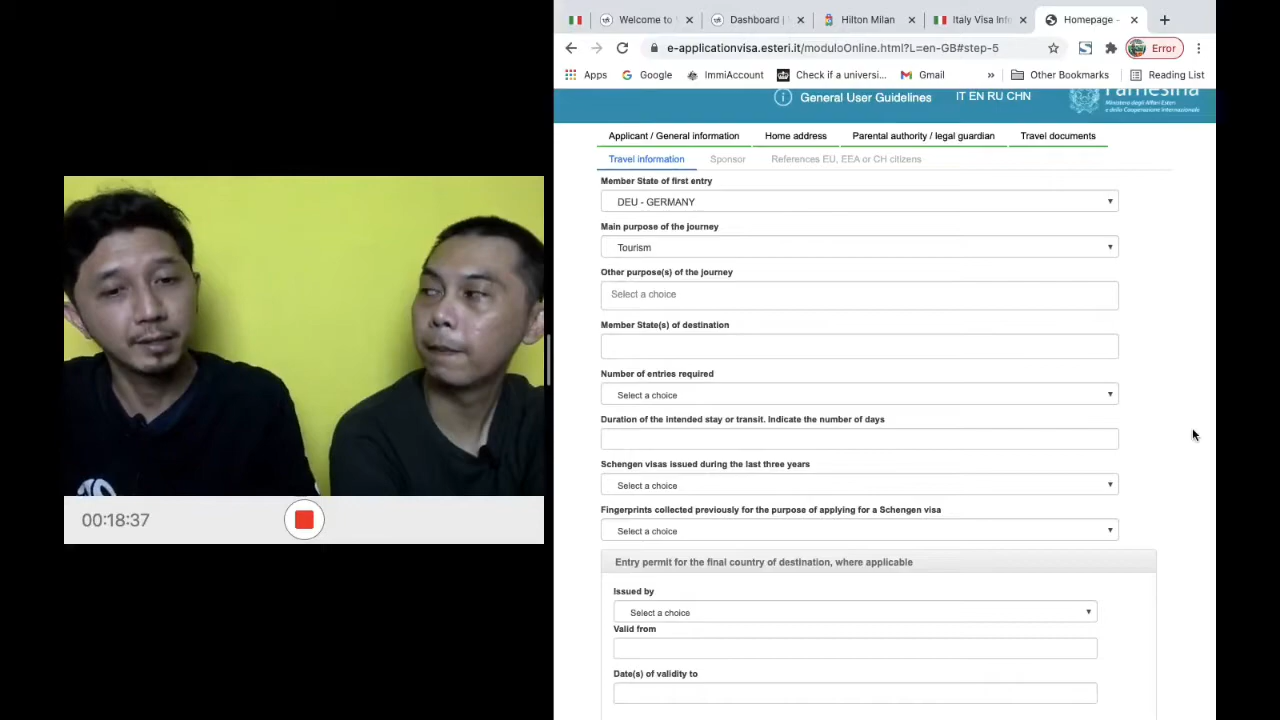 Welcome to
Dashboard |
Hilton Milan
Italy Visa Inf
Homepage -
e-applicationvisa.esteri.it/moduloOnline.html?L=en-GB#step-5
Error
Apps
Google
ImmiAccount
Check if a universi...
Gmail
»
Other Bookmarks
Reading List
General User Guidelines
IT EN RU CHN
Farnesina
Ministero degli Affari Esteri
e della Cooperazione Internazionale
Applicant / General information
Home address
Parental authority / legal guardian
Travel documents
Travel information
Sponsor
References EU, EEA or CH citizens
Member State of first entry
DEU - GERMANY
Main purpose of the journey
Tourism
Other purpose(s) of the journey
Select a choice
Member State(s) of destination
Number of entries required
Select a choice
Duration of the intended stay or transit. Indicate the number of days
Schengen visas issued during the last three years
Select a choice
Fingerprints collected previously for the purpose of applying for a Schengen visa
Select a choice
Entry permit for the final country of destination, where applicable
Issued by
Select a choice
Valid from
Date(s) of validity to
00:18:37